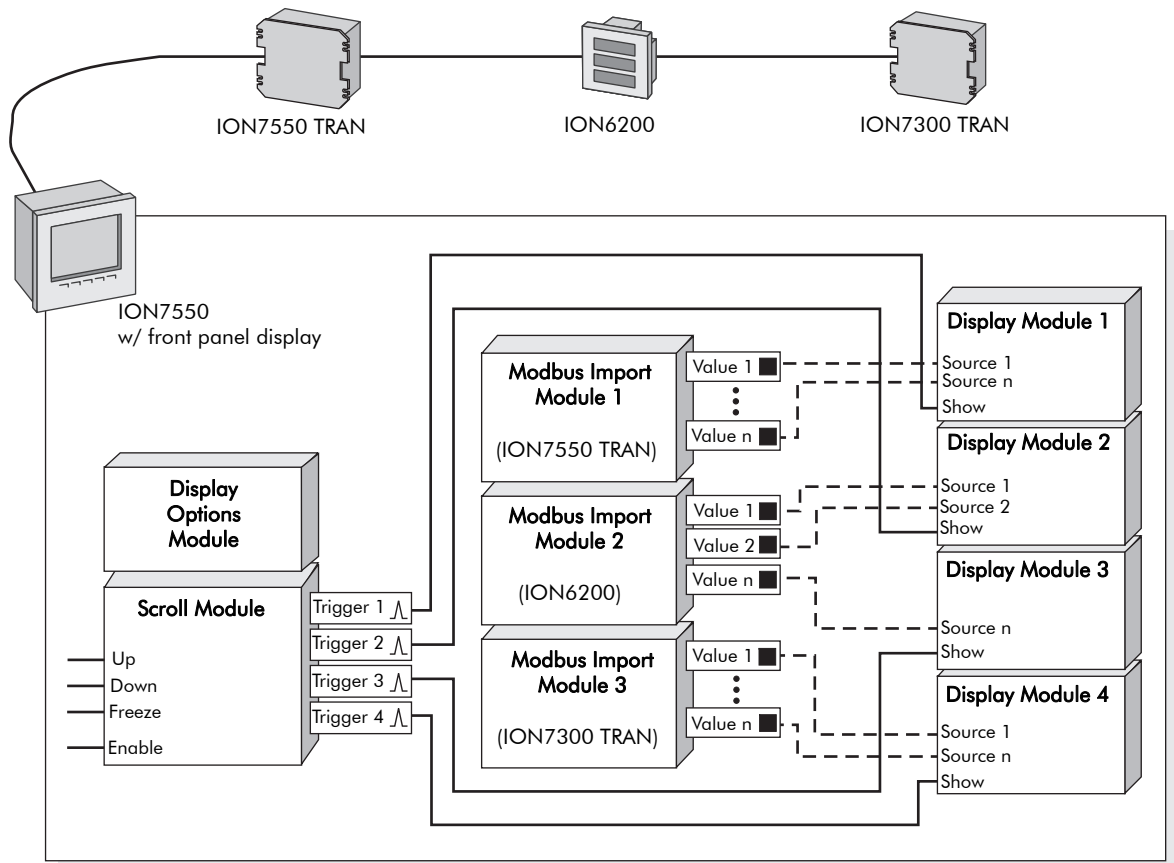 ION7550 TRAN
ION6200
ION7300 TRAN
ION7550
w/ front panel display
Display
Options
Module
Scroll Module
Up
Down
Freeze
Enable
Trigger 1
Trigger 2
Trigger 3
Trigger 4
Modbus Import
Module 1
(ION7550 TRAN)
Value 1
Value n
Modbus Import
Module 2
(ION6200)
Value 1
Value 2
Value n
Modbus Import
Module 3
(ION7300 TRAN)
Value 1
Value n
Display Module 1
Source 1
Source n
Show
Display Module 2
Source 1
Source 2
Show
Display Module 3
Source n
Show
Display Module 4
Source 1
Source n
Show